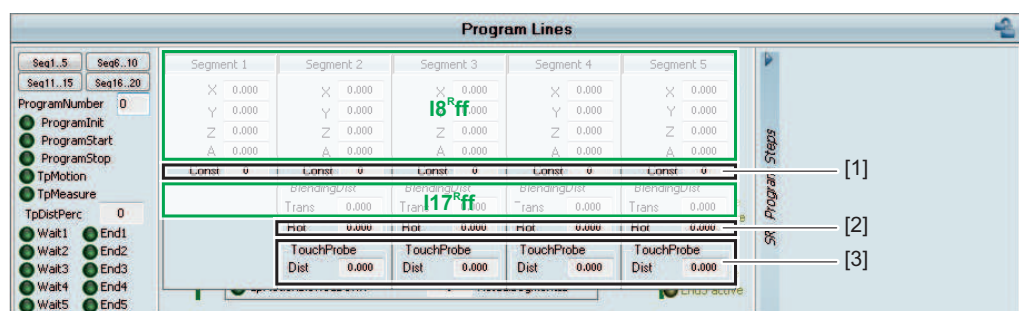 Program Lines
Seq1..5 Seq6..10
Seq11..15 Seq16..20
ProgramNumber 0
ProgramInit
ProgramStart
ProgramStop
TpMotion
TpMeasure
TpDistPerc 0
Wait1 End1
Wait2 End2
Wait3 End3
Wait4 End4
Wait5 End5
Segment 1 Segment 2 Segment 3 Segment 4 Segment 5
X 0.000 X 0.000 X 0.000 X 0.000 X 0.000
Y 0.000 Y 0.000 Y 0.000 Y 0.000 Y 0.000
I8Rff
Z 0.000 Z 0.000 Z 0.000 Z 0.000 Z 0.000
A 0.000 A 0.000 A 0.000 A 0.000 A 0.000
Const 0 Const 0 Const 0 Const 0 Const 0
[1]
BlendingDist BlendingDist BlendingDist BlendingDist
Trans 0.000 Trans 0.000 Trans 0.000 Trans 0.000
I17Rff
Rot 0.000 Rot 0.000 Rot 0.000 Rot 0.000
[2]
TouchProbe TouchProbe TouchProbe TouchProbe
Dist 0.000 Dist 0.000 Dist 0.000 Dist 0.000
[3]
End5 active
SR Program Steps